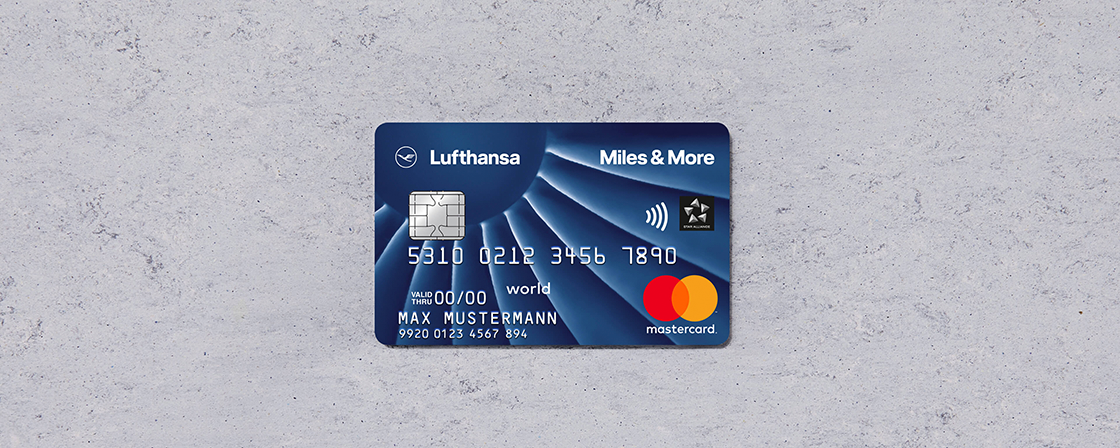 Lufthansa
Miles & More
STAR ALLIANCE
5310 0212 3456 7890
world
VALID THRU 00/00
MAX MUSTERMANN
9920 0123 4567 894
mastercard.